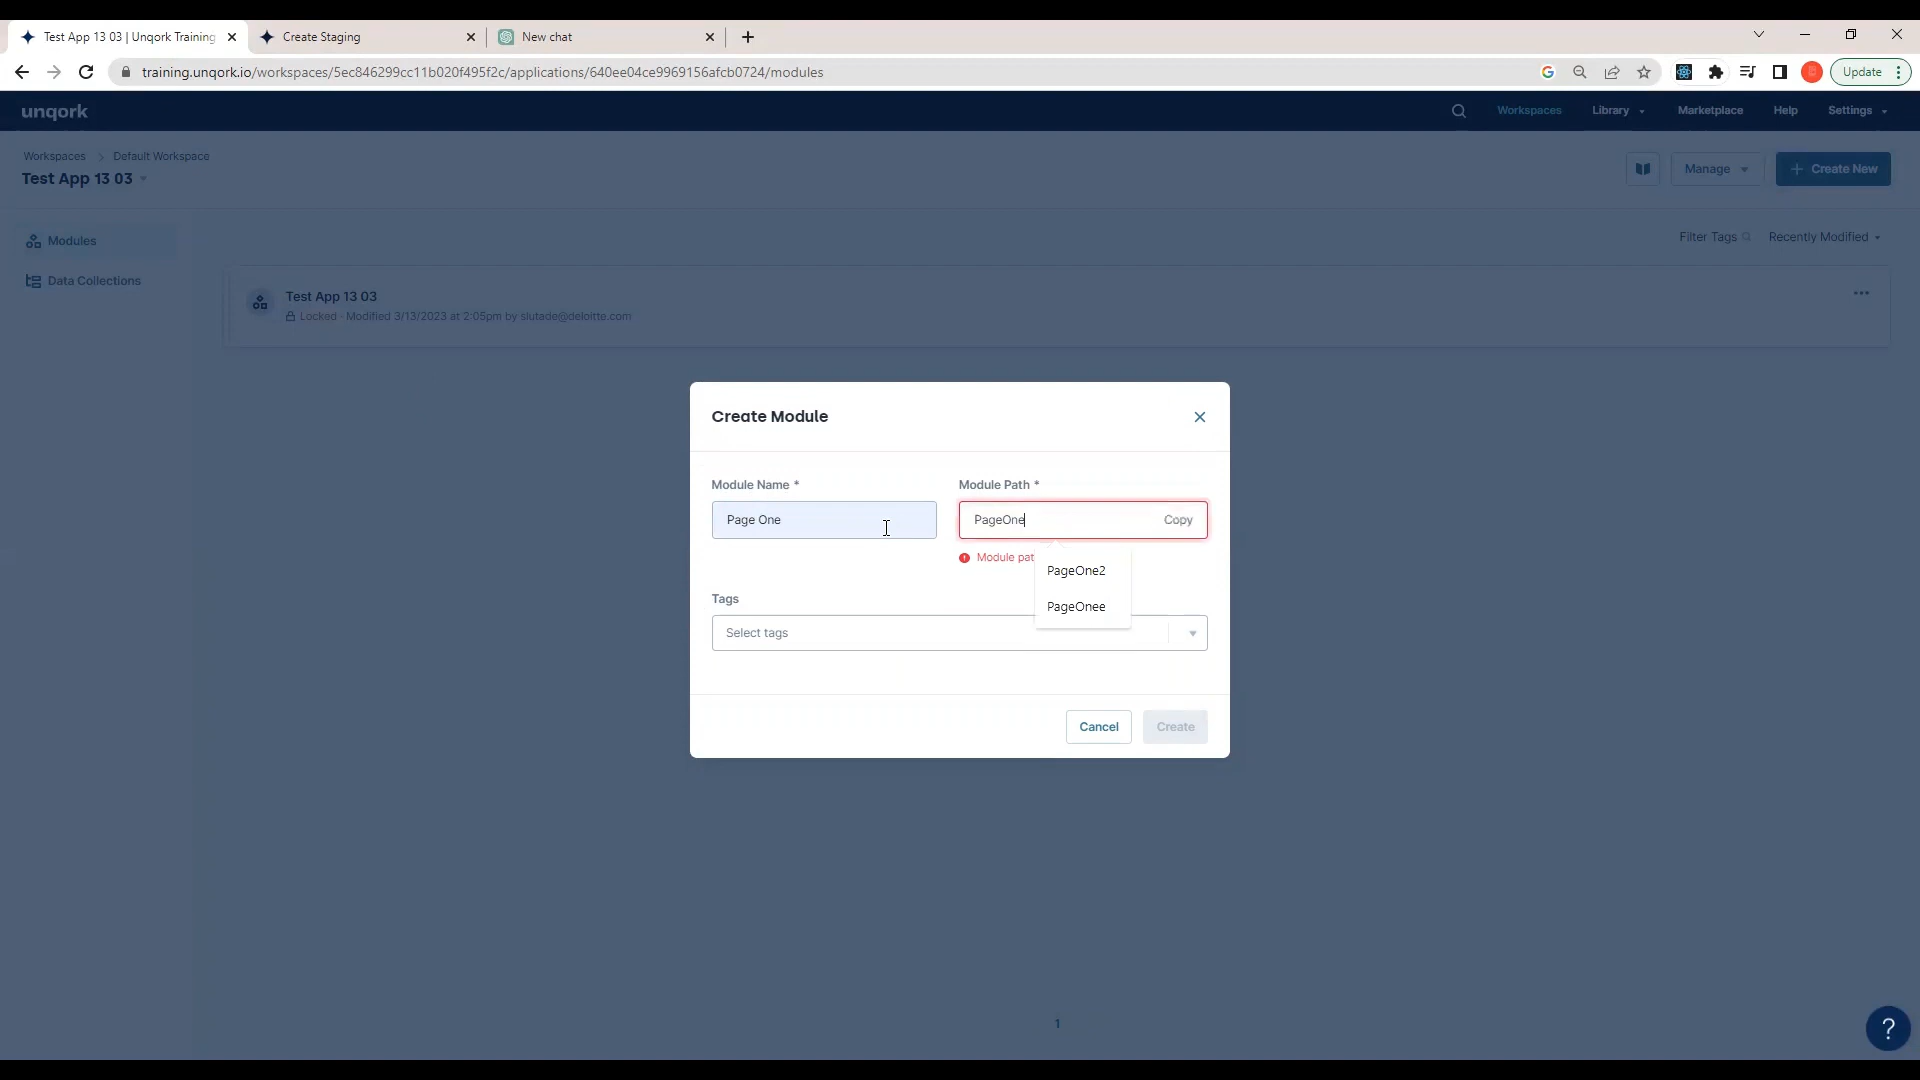 Test App 13 03 | Unqork Training
Create Staging
New chat
training.unqork.io/workspaces/5ec846299cc11b020f495f2c/applications/640ee04ce9969156afcb0724/modules
Update
unqork
Workspaces
Library
Marketplace
Help
Settings
Workspaces > Default Workspace
Test App 13 03
Manage
+ Create New
Modules
Data Collections
Filter Tags
Recently Modified
Test App 13 03
Locked - Modified 3/13/2023 at 2:05pm by slutade@deloitte.com
Create Module
Module Name *
Module Path *
Page One
PageOne
Copy
Module pat
PageOne2
PageOnee
Tags
Select tags
Cancel
Create
1
?